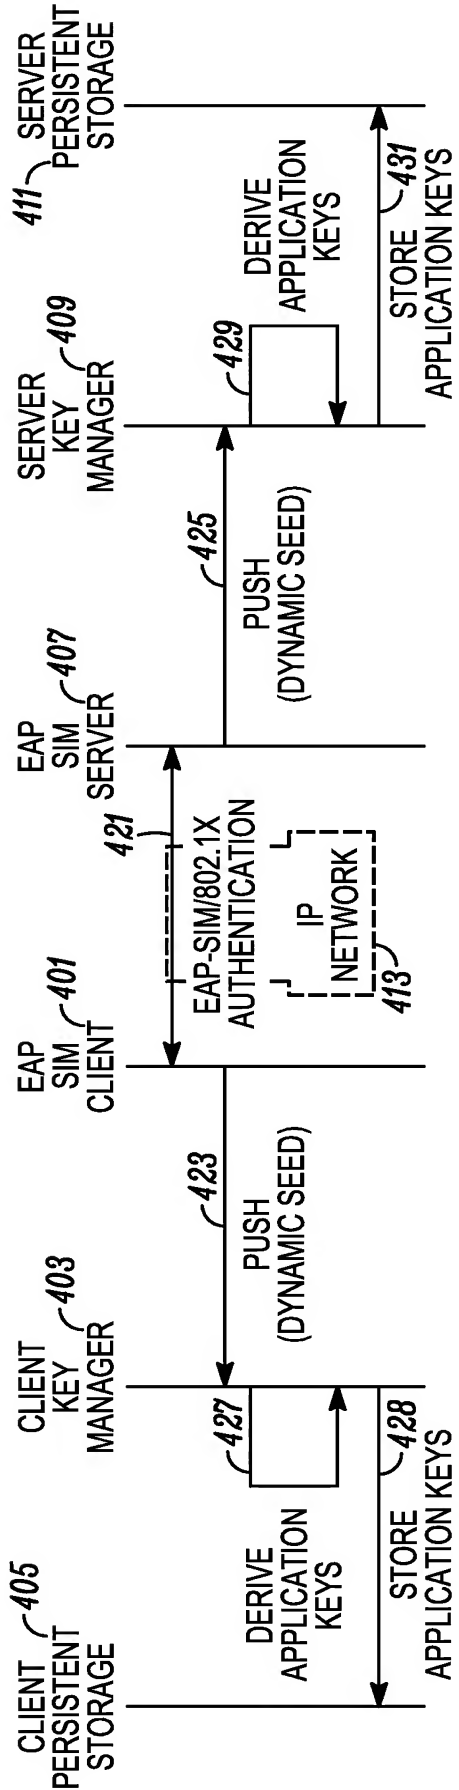 CLIENT
PERSISTENT
STORAGE
405
CLIENT
KEY
MANAGER
403
EAP
SIM
CLIENT
401
EAP
SIM
SERVER
407
SERVER
KEY
MANAGER
409
SERVER
PERSISTENT
STORAGE
411
421
EAP-SIM/802.1X
AUTHENTICATION
IP
NETWORK
413
423
PUSH
(DYNAMIC SEED)
425
PUSH
(DYNAMIC SEED)
427
DERIVE
APPLICATION
KEYS
429
DERIVE
APPLICATION
KEYS
428
STORE
APPLICATION KEYS
431
STORE
APPLICATION KEYS